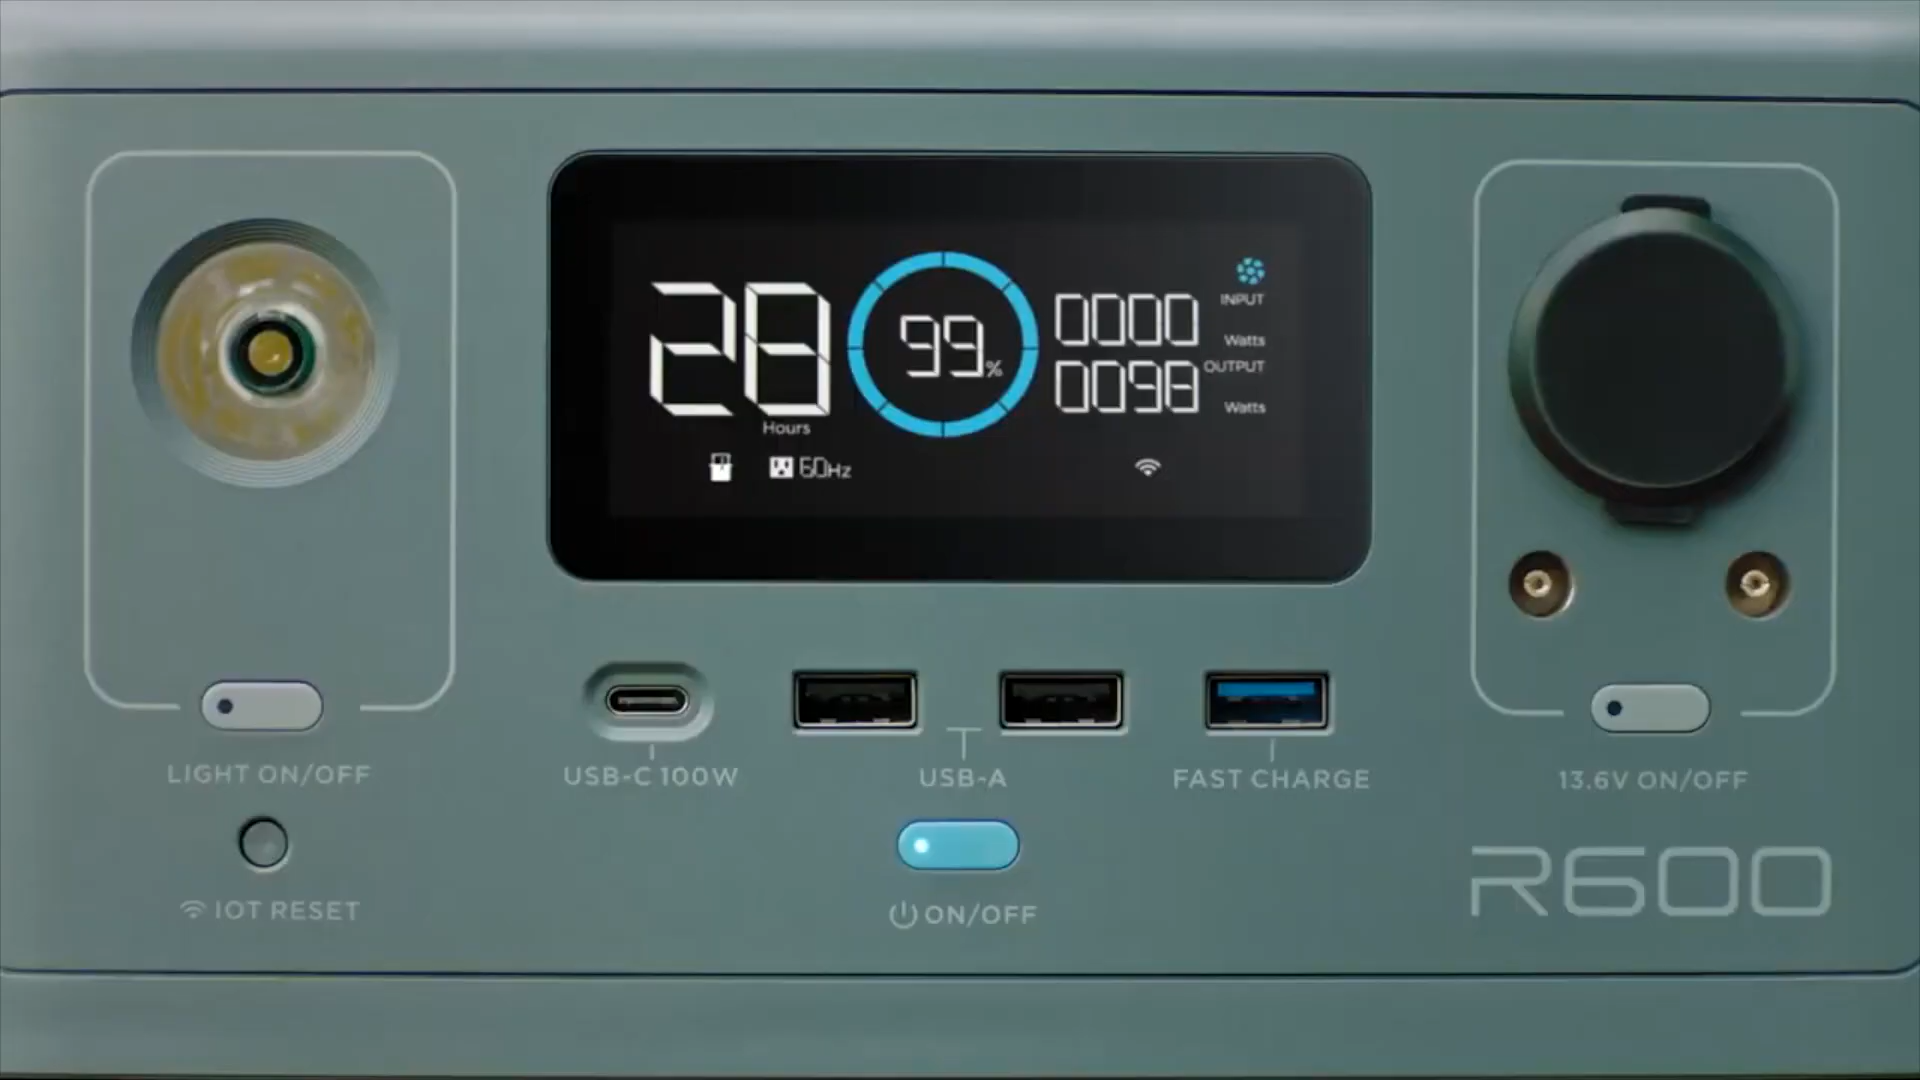 28
Hours
99%
0000
INPUT
Watts
0098
OUTPUT
Watts
60Hz
USB-C 100W
USB-A
FAST CHARGE
LIGHT ON/OFF
13.6V ON/OFF
IOT RESET
ON/OFF
R600